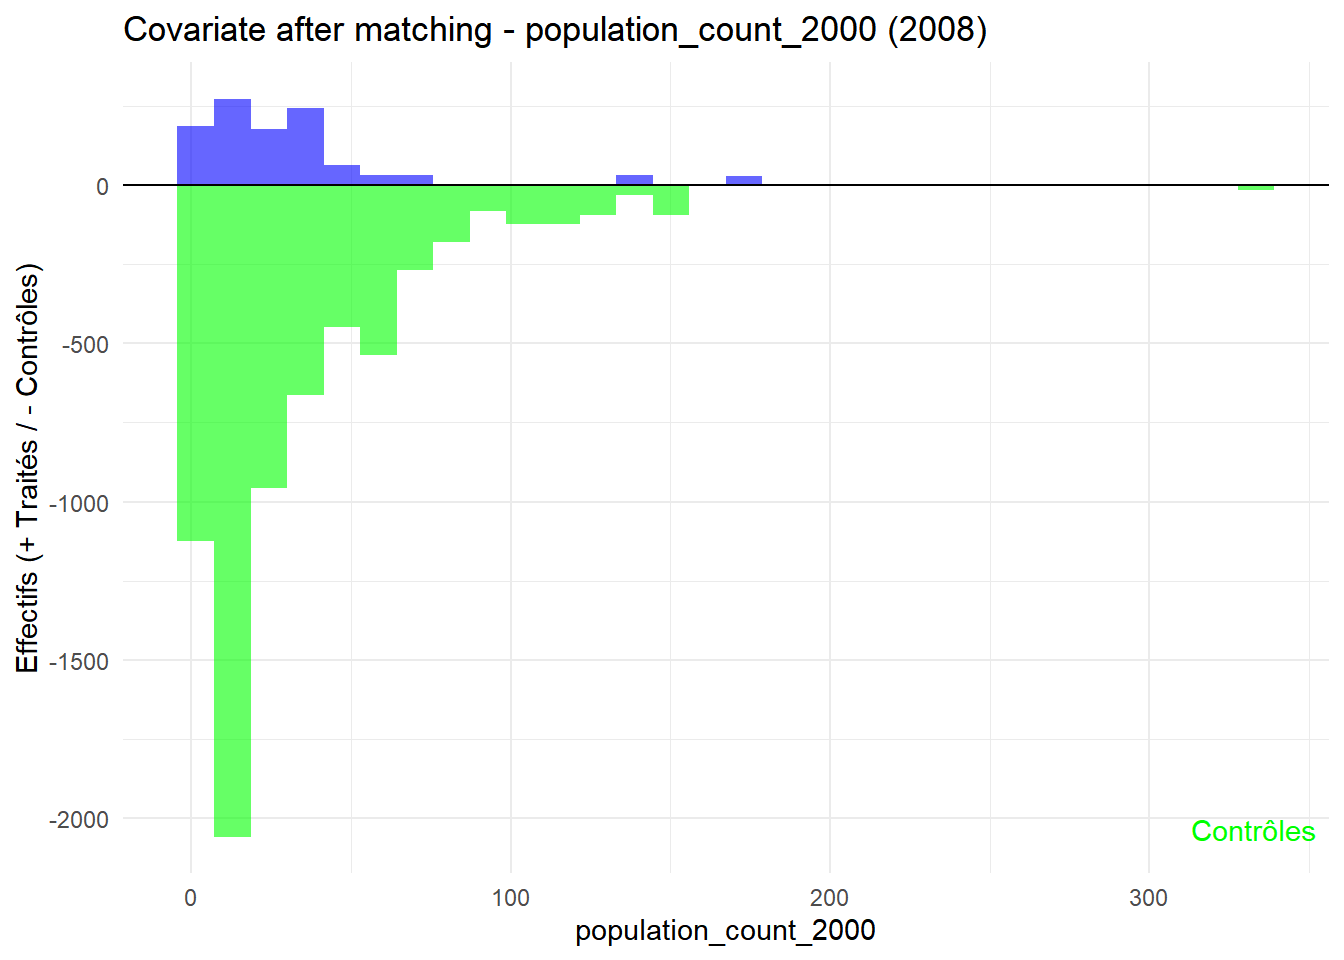 Covariate after matching - population_count_2000 (2008)
Effectifs (+ Traités / - Contrôles)
0
-500
-1000
-1500
-2000
Contrôles
0
100
200
300
population_count_2000